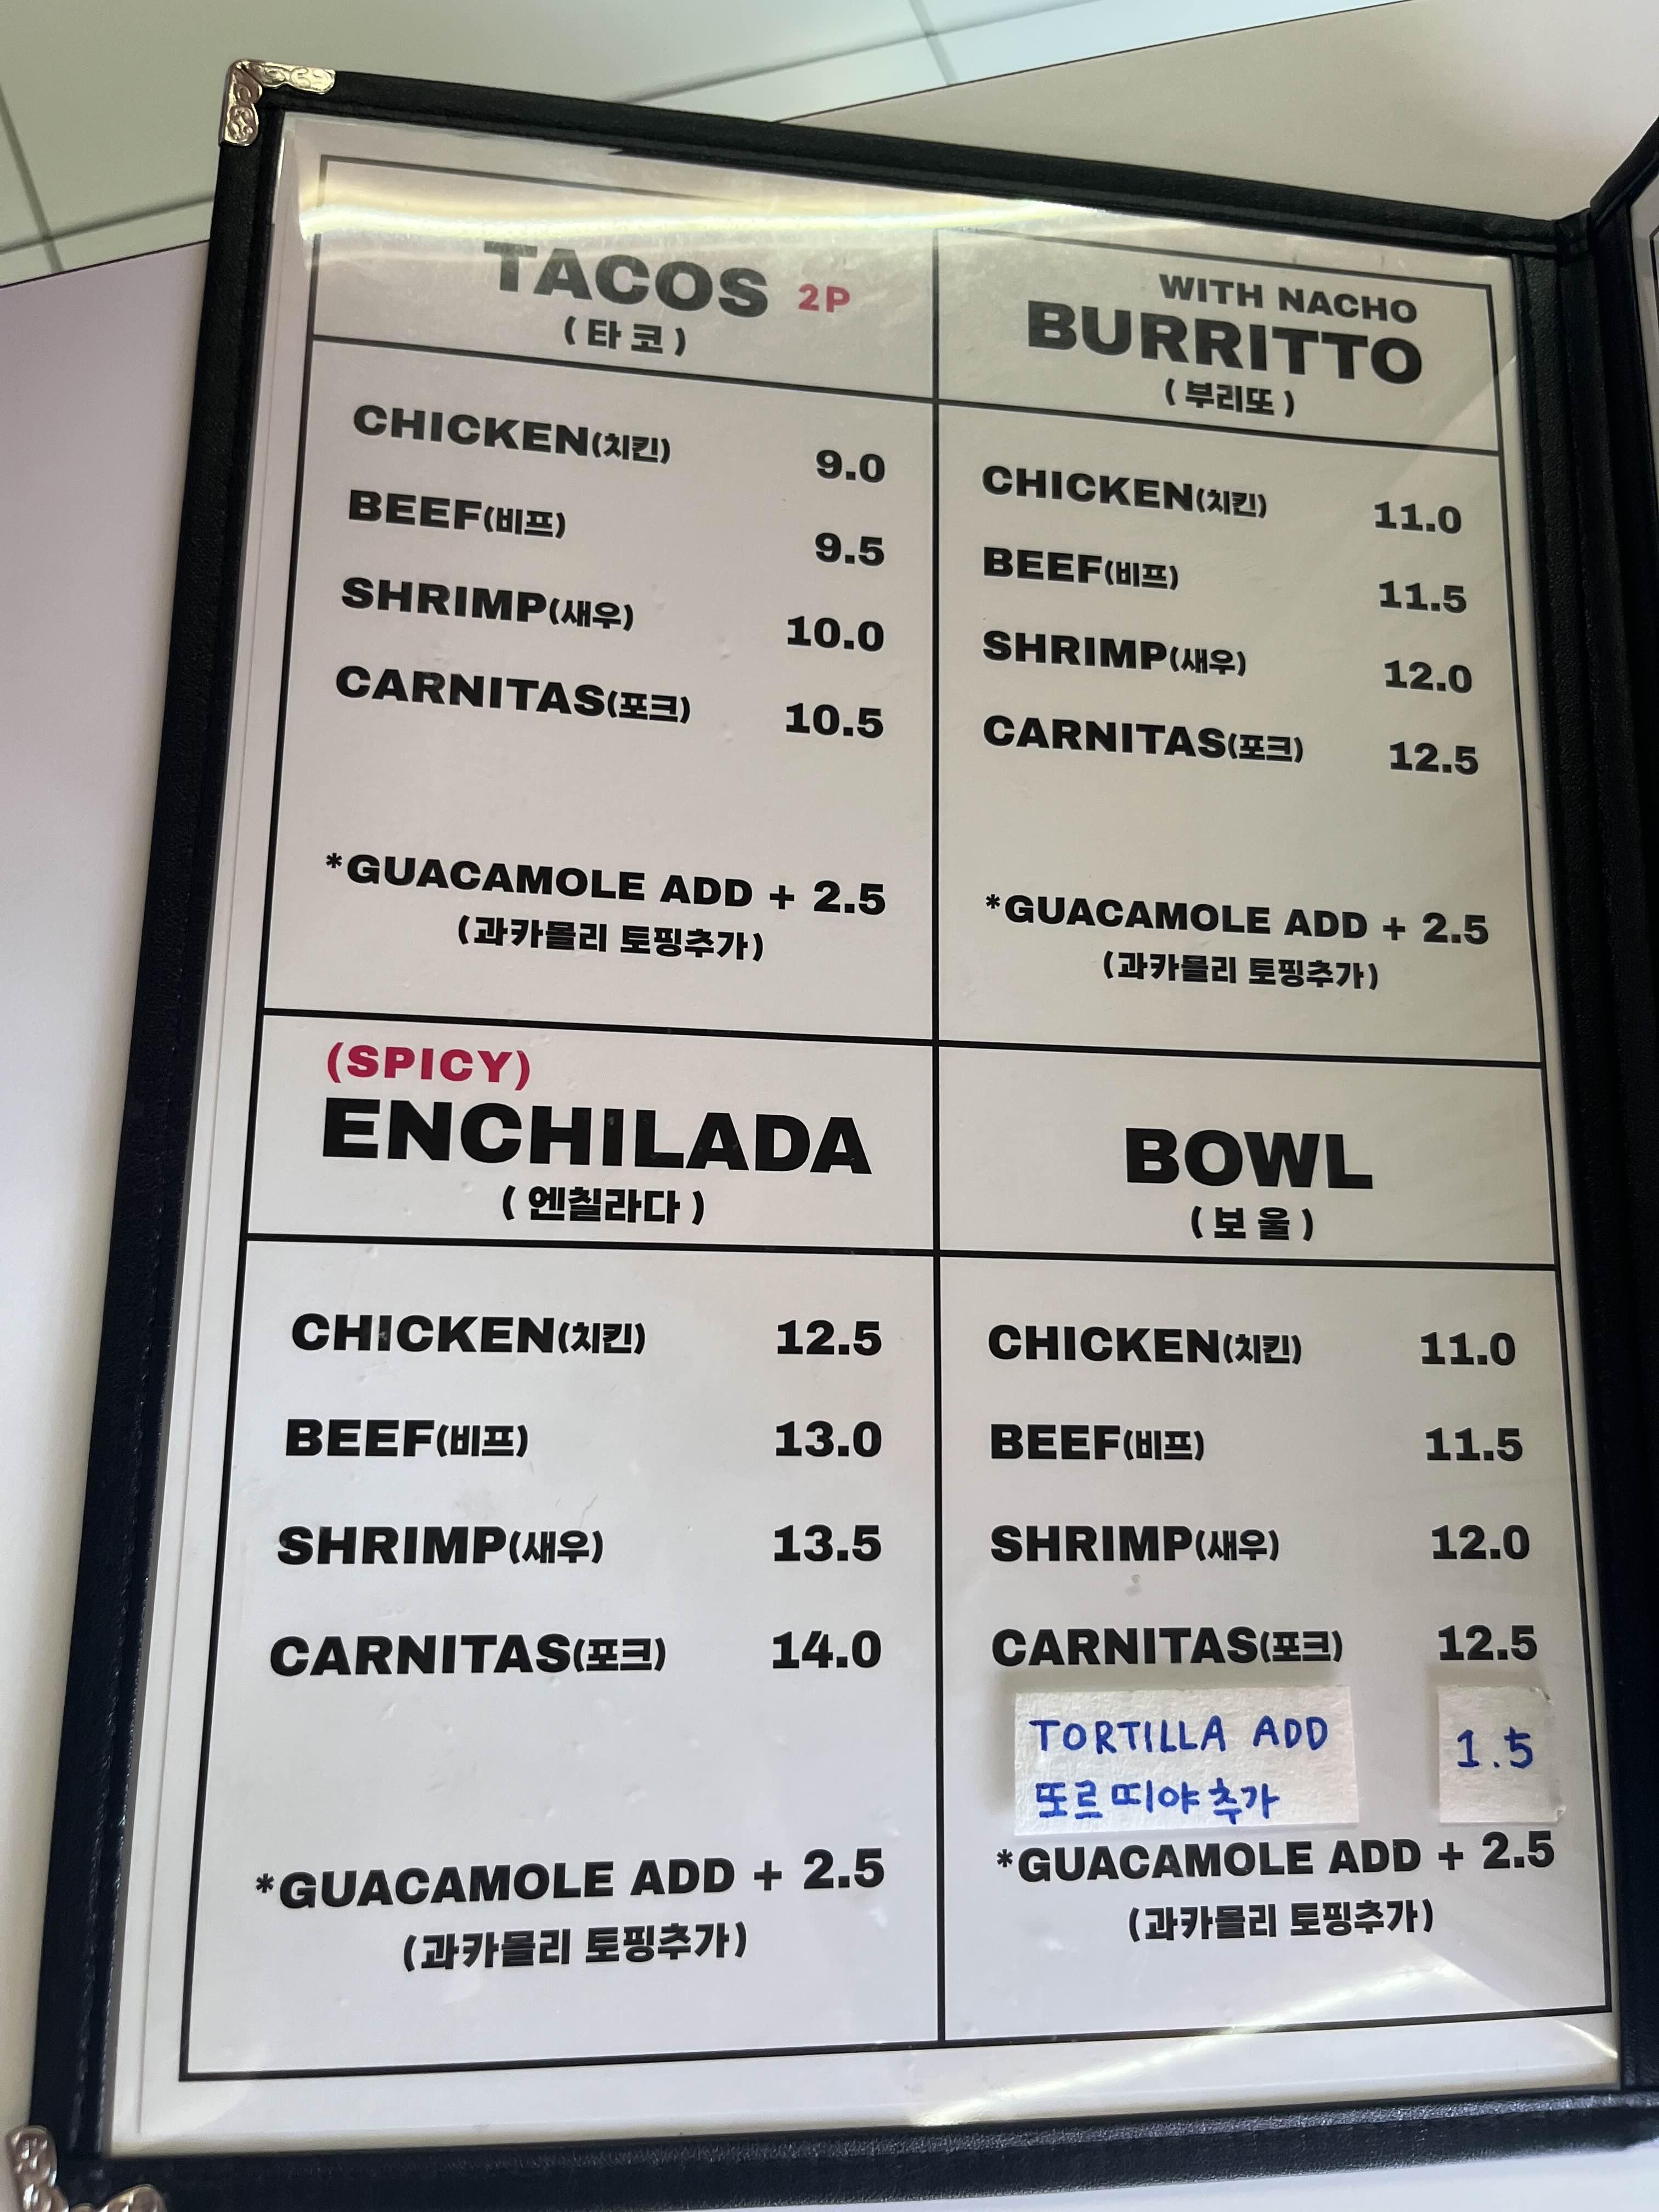 TACOS 2P
(타코)
CHICKEN(치킨) 9.0
BEEF(비프) 9.5
SHRIMP(새우) 10.0
CARNITAS(포크) 10.5
*GUACAMOLE ADD + 2.5
(과카몰리 토핑추가)
WITH NACHO
BURRITTO
(부리또)
CHICKEN(치킨) 11.0
BEEF(비프) 11.5
SHRIMP(새우) 12.0
CARNITAS(포크) 12.5
*GUACAMOLE ADD + 2.5
(과카몰리 토핑추가)
(SPICY)
ENCHILADA
(엔칠라다)
CHICKEN(치킨) 12.5
BEEF(비프) 13.0
SHRIMP(새우) 13.5
CARNITAS(포크) 14.0
*GUACAMOLE ADD + 2.5
(과카몰리 토핑추가)
BOWL
(보울)
CHICKEN(치킨) 11.0
BEEF(비프) 11.5
SHRIMP(새우) 12.0
CARNITAS(포크) 12.5
TORTILLA ADD 1.5
또르띠야 추가
*GUACAMOLE ADD + 2.5
(과카몰리 토핑추가)